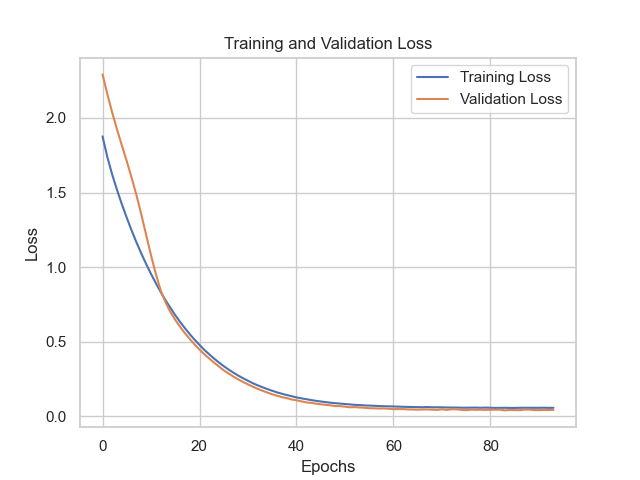 Training and Validation Loss
Training Loss
Validation Loss
2.0
1.5
1.0
0.5
0.0
Loss
0 20 40 60 80
Epochs